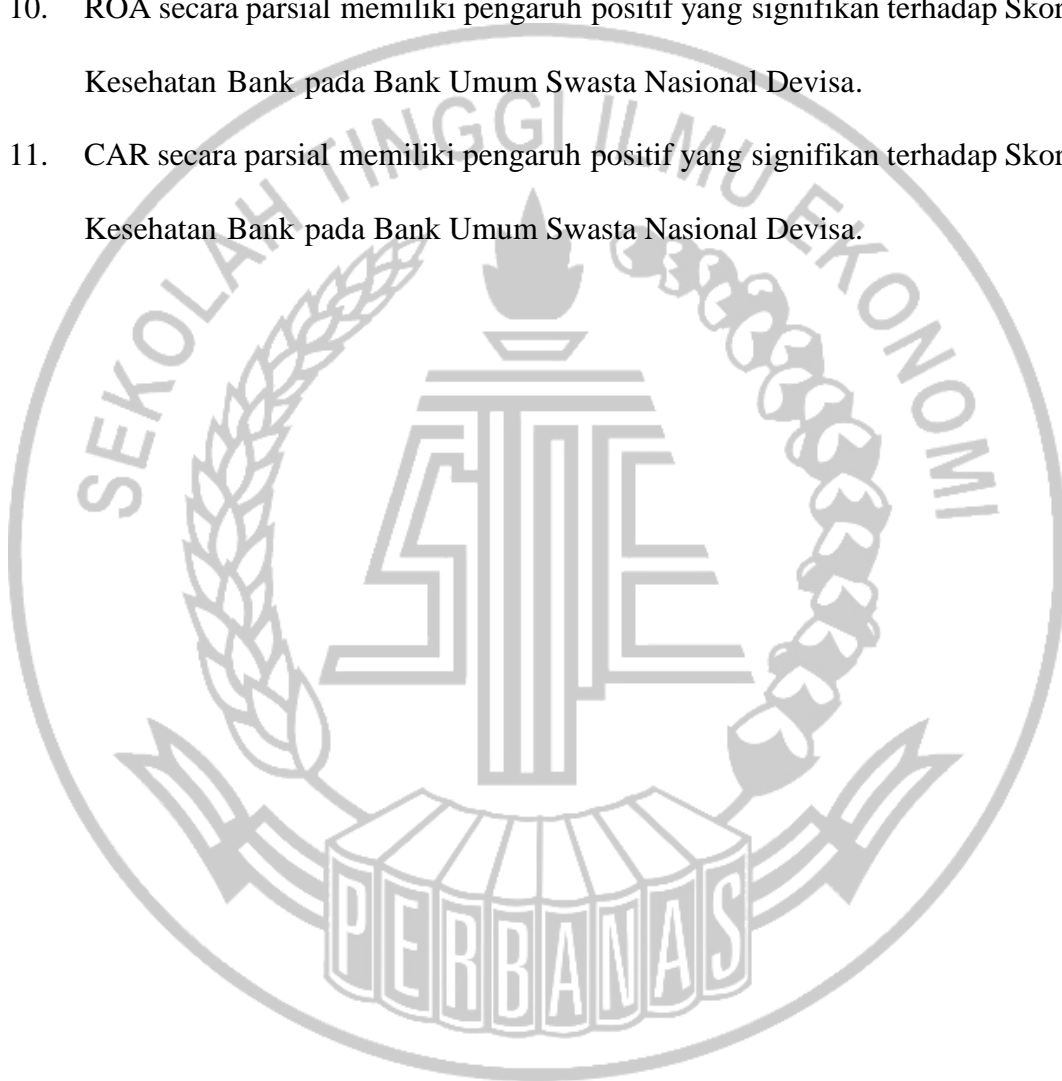 10. ROA secara parsial memiliki pengaruh positif yang signifikan terhadap Skor
Kesehatan Bank pada Bank Umum Swasta Nasional Devisa.
11. CAR secara parsial memiliki pengaruh positif yang signifikan terhadap Skor
Kesehatan Bank pada Bank Umum Swasta Nasional Devisa.
SEKOLAH TINGGI ILMU EKONOMI
STIE
PERBANAS